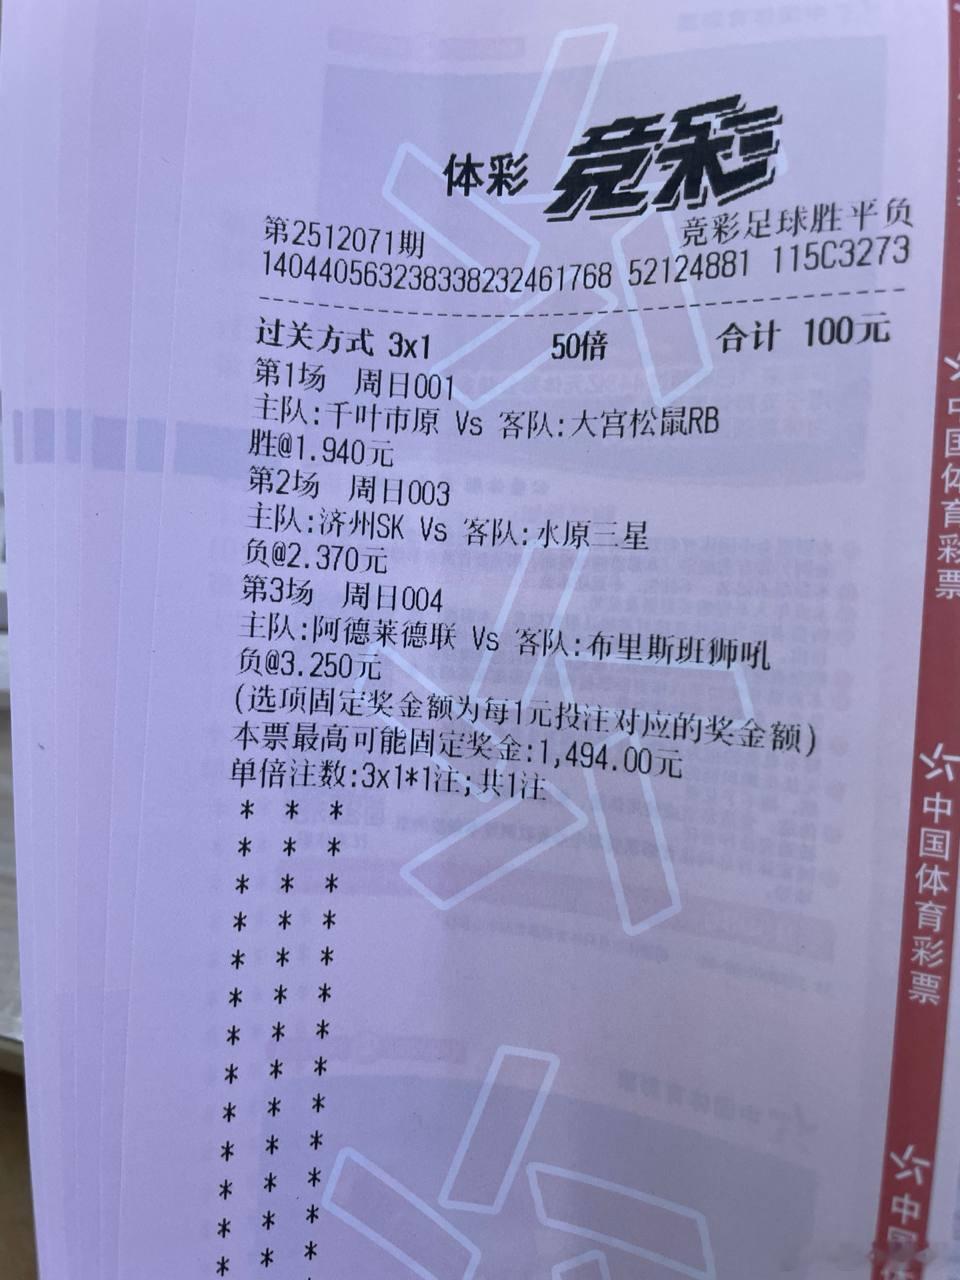 体彩 竞彩
竞彩足球胜平负
第2512071期
140440563238338232461768 52124881 115C3273
过关方式 3x1 50倍 合计 100元
第1场 周日001
主队:千叶市原 Vs 客队:大宫松鼠RB
胜@1.940元
第2场 周日003
主队:济州SK Vs 客队:水原三星
负@2.370元
第3场 周日004
主队:阿德莱德联 Vs 客队:布里斯班狮吼
负@3.250元
(选项固定奖金额为每1元投注对应的奖金额)
本票最高可能固定奖金:1,494.00元
单倍注数:3x1*1注;共1注
* * *
* * *
* * *
* * *
* * *
* * *
* * *
* * *
* * *
* * *
* * *
* * *
* * *
中国体育彩票
中国体育彩票
中国体